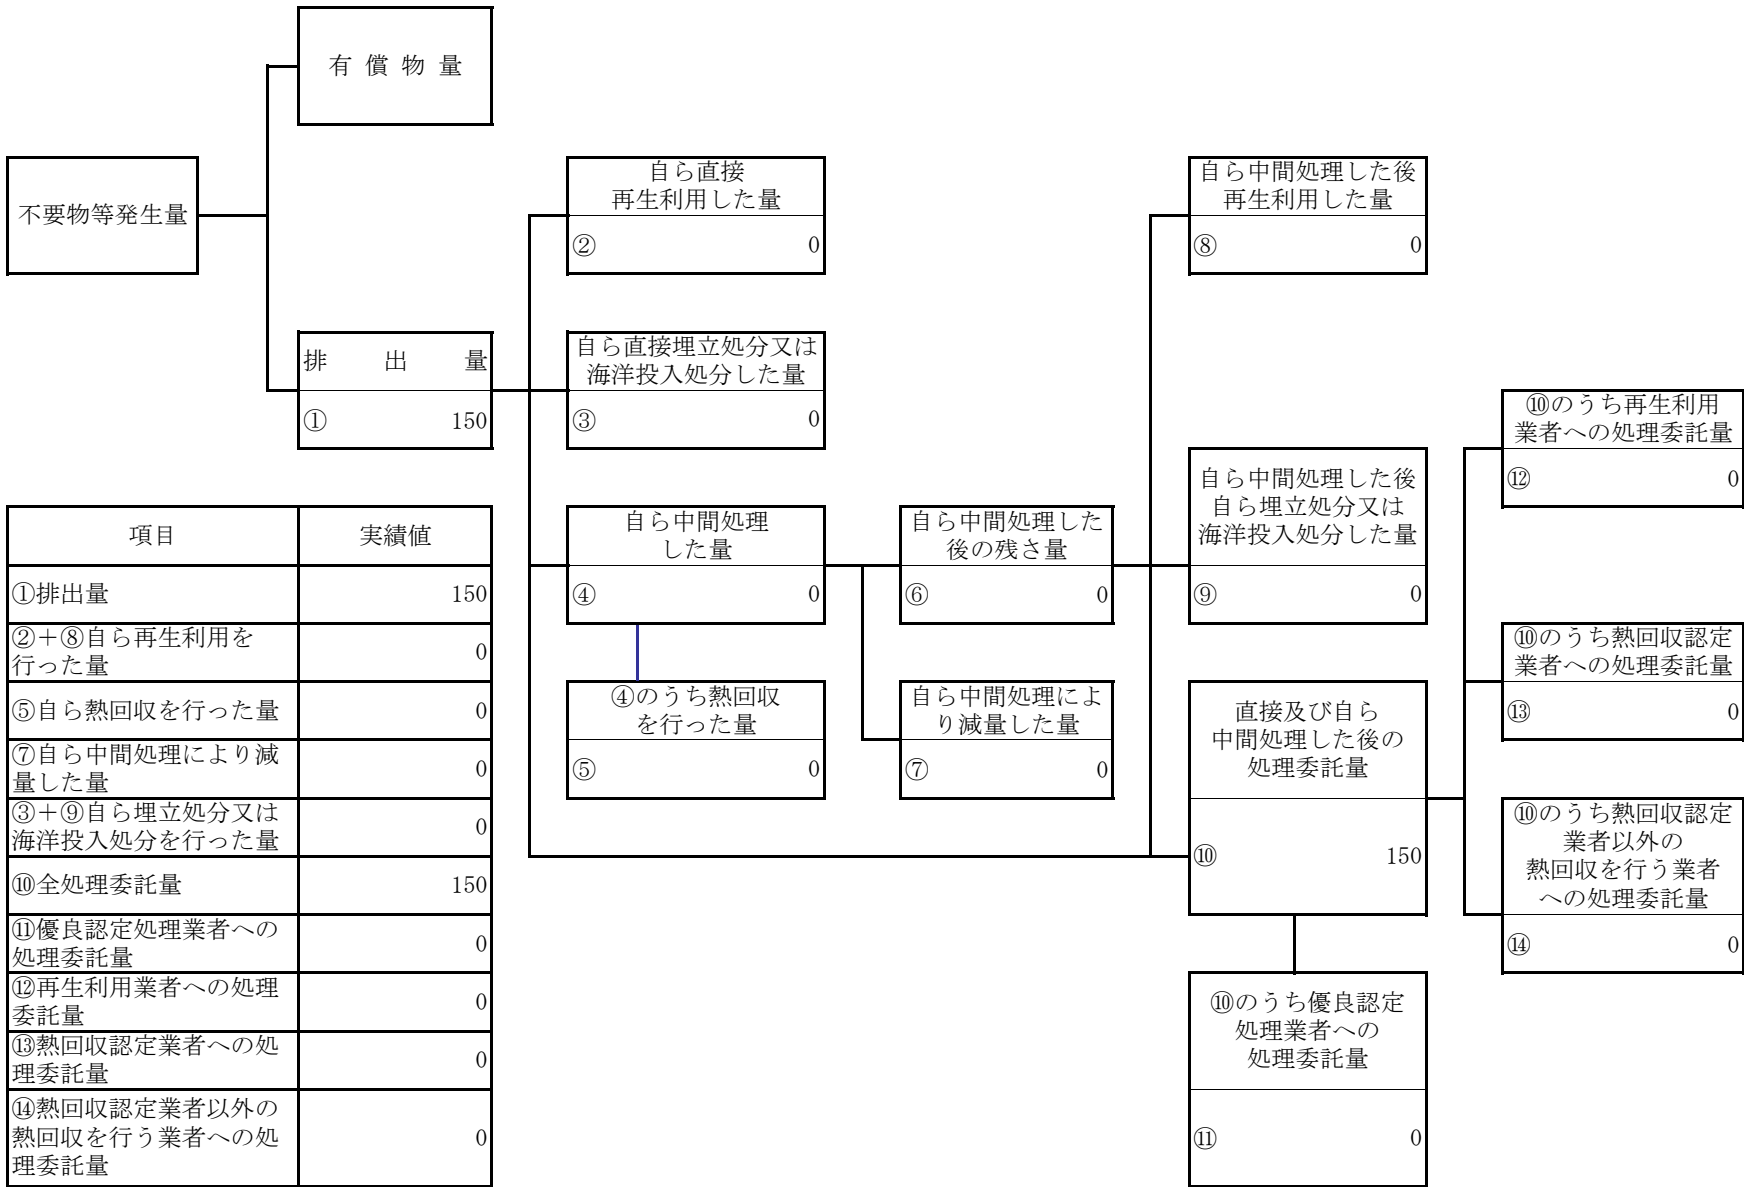 有償物量
不要物等発生量
自ら直接
再生利用した量
② 0
自ら中間処理した後
再生利用した量
⑧ 0
排出量
① 150
自ら直接埋立処分又は
海洋投入処分した量
③ 0
⑩のうち再生利用
業者への処理委託量
⑫ 0
自ら中間処理した後
自ら埋立処分又は
海洋投入処分した量
⑨ 0
自ら中間処理
した量
④ 0
自ら中間処理した
後の残さ量
⑥ 0
⑩のうち熱回収認定
業者への処理委託量
⑬ 0
④のうち熱回収
を行った量
⑤ 0
自ら中間処理によ
り減量した量
⑦ 0
直接及び自ら
中間処理した後の
処理委託量
⑩ 150
⑩のうち熱回収認定
業者以外の
熱回収を行う業者
への処理委託量
⑭ 0
⑩のうち優良認定
処理業者への
処理委託量
⑪ 0
項目 実績値
①排出量 150
②+⑧自ら再生利用を
行った量 0
⑤自ら熱回収を行った量 0
⑦自ら中間処理により減
量した量 0
③+⑨自ら埋立処分又は
海洋投入処分を行った量 0
⑩全処理委託量 150
⑪優良認定処理業者への
処理委託量 0
⑫再生利用業者への処理
委託量 0
⑬熱回収認定業者への処
理委託量 0
⑭熱回収認定業者以外の
熱回収を行う業者への処 0
理委託量